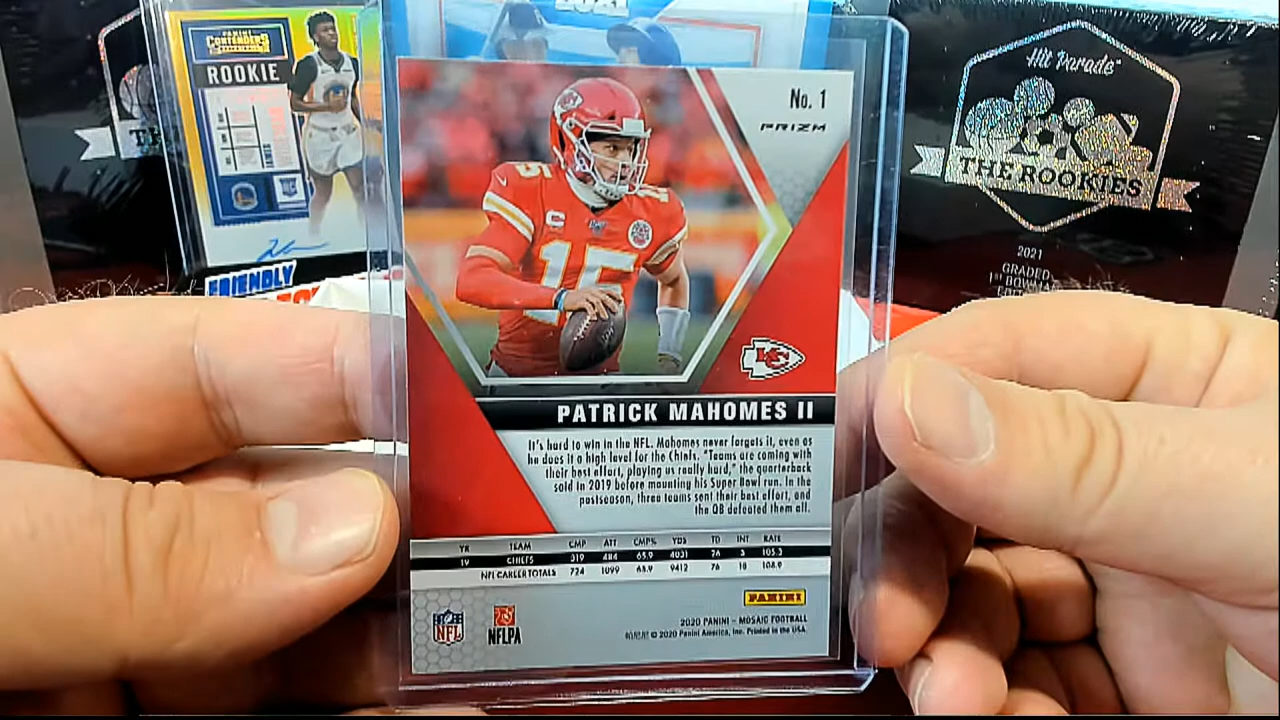 2021
PANINI
CONTENDERS
ROOKIE
FRIENDLY
Hit Parade
THE ROOKIES
2021
GRADED
No. 1
PRIZM
15
15
C
KC
PATRICK MAHOMES II
It's hard to win in the NFL. Mahomes never forgets it, even as
he does it a high level for the Chiefs. "Teams are coming with
their best effort, playing us really hard," the quarterback
said in 2019 before mounting his Super Bowl run. In the
postseason, three teams sent their best effort, and
the QB defeated them all.
YR TEAM CMP ATT CMP% YDS TD INT RATE
19 CHIEFS 319 484 65.9 4031 26 5 105.3
NFL CAREER TOTALS 724 1099 65.9 9412 76 18 108.9
PANINI
NFL
NFLPA
2020 PANINI – MOSAIC FOOTBALL
© 2020 Panini America, Inc. Printed in the USA.